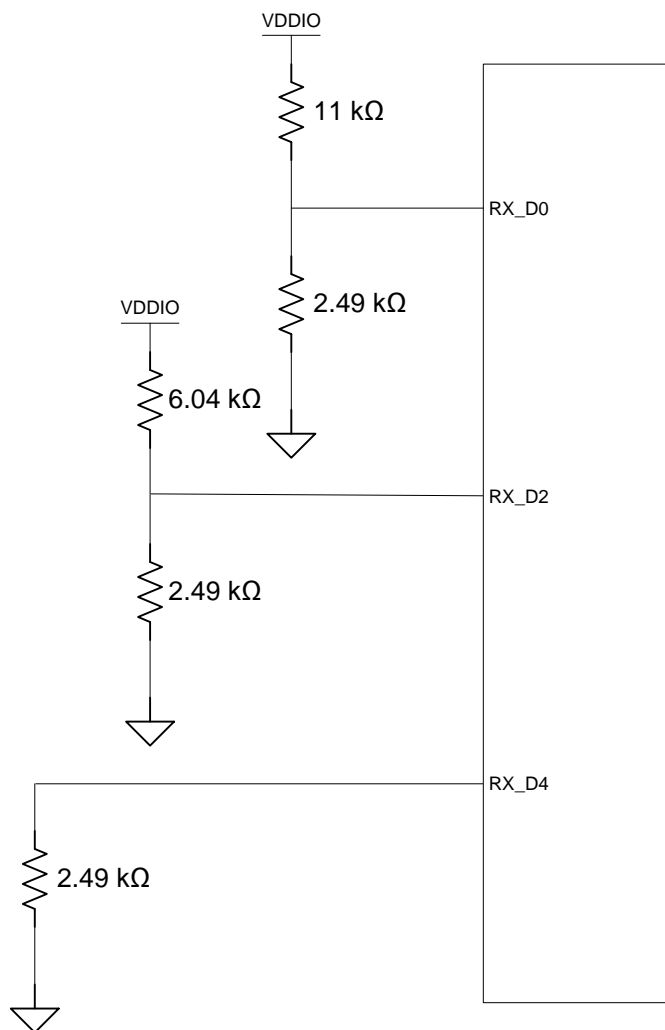 VDDIO
11 kΩ
RX_D0
2.49 kΩ
VDDIO
6.04 kΩ
RX_D2
2.49 kΩ
RX_D4
2.49 kΩ